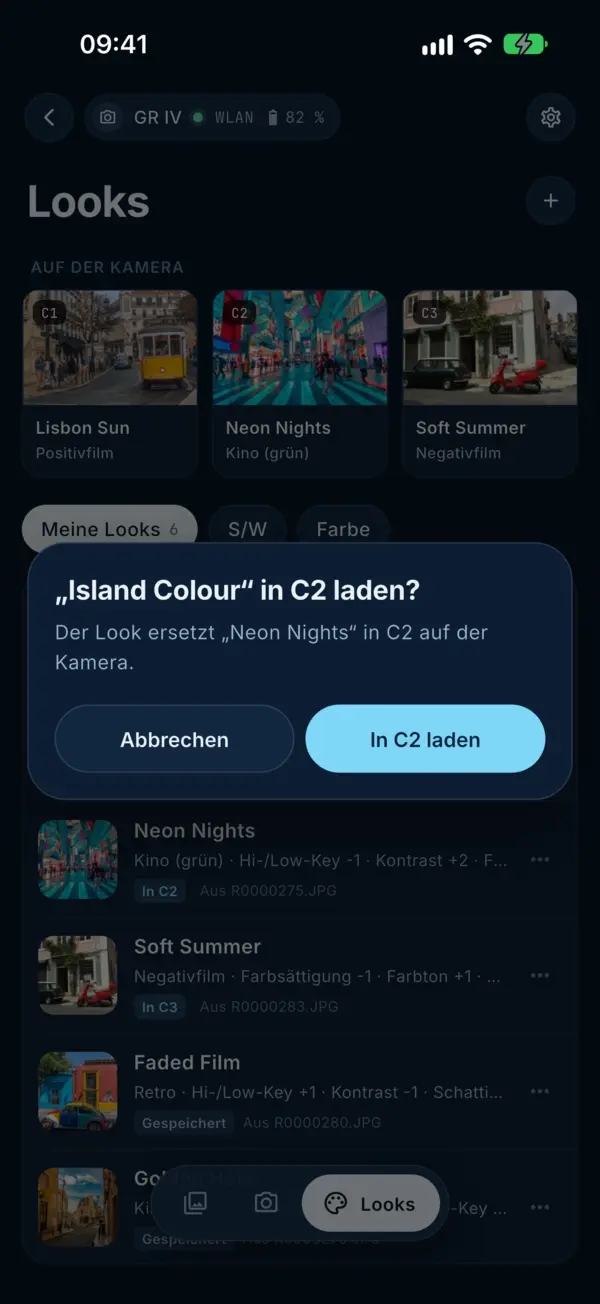 09:41
GR IV WLAN 82 %
Looks
AUF DER KAMERA
C1
C2
C3
Lisbon Sun
Positivfilm
Neon Nights
Kino (grün)
Soft Summer
Negativfilm
Meine Looks 6
S/W
Farbe
„Island Colour“ in C2 laden?
Der Look ersetzt „Neon Nights“ in C2 auf der
Kamera.
Abbrechen
In C2 laden
Neon Nights
Kino (grün) · Hi-/Low-Key -1 · Kontrast +2 · F...
In C2 Aus R0000275.JPG
Soft Summer
Negativfilm · Farbsättigung -1 · Farbton +1 · ...
In C3 Aus R0000283.JPG
Faded Film
Retro · Hi-/Low-Key +1 · Kontrast -1 · Schatti...
Gespeichert Aus R0000280.JPG
-Key ...
Looks
Gespeichert